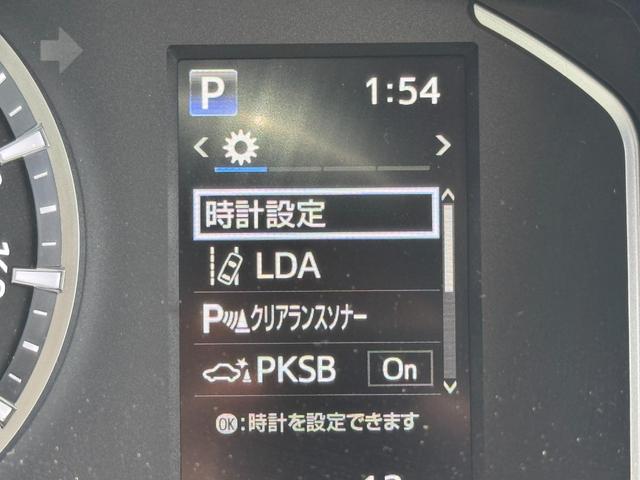 P 1:54
時計設定
LDA
Pクリアランスソナー
PKSB On
OK:時計を設定できます